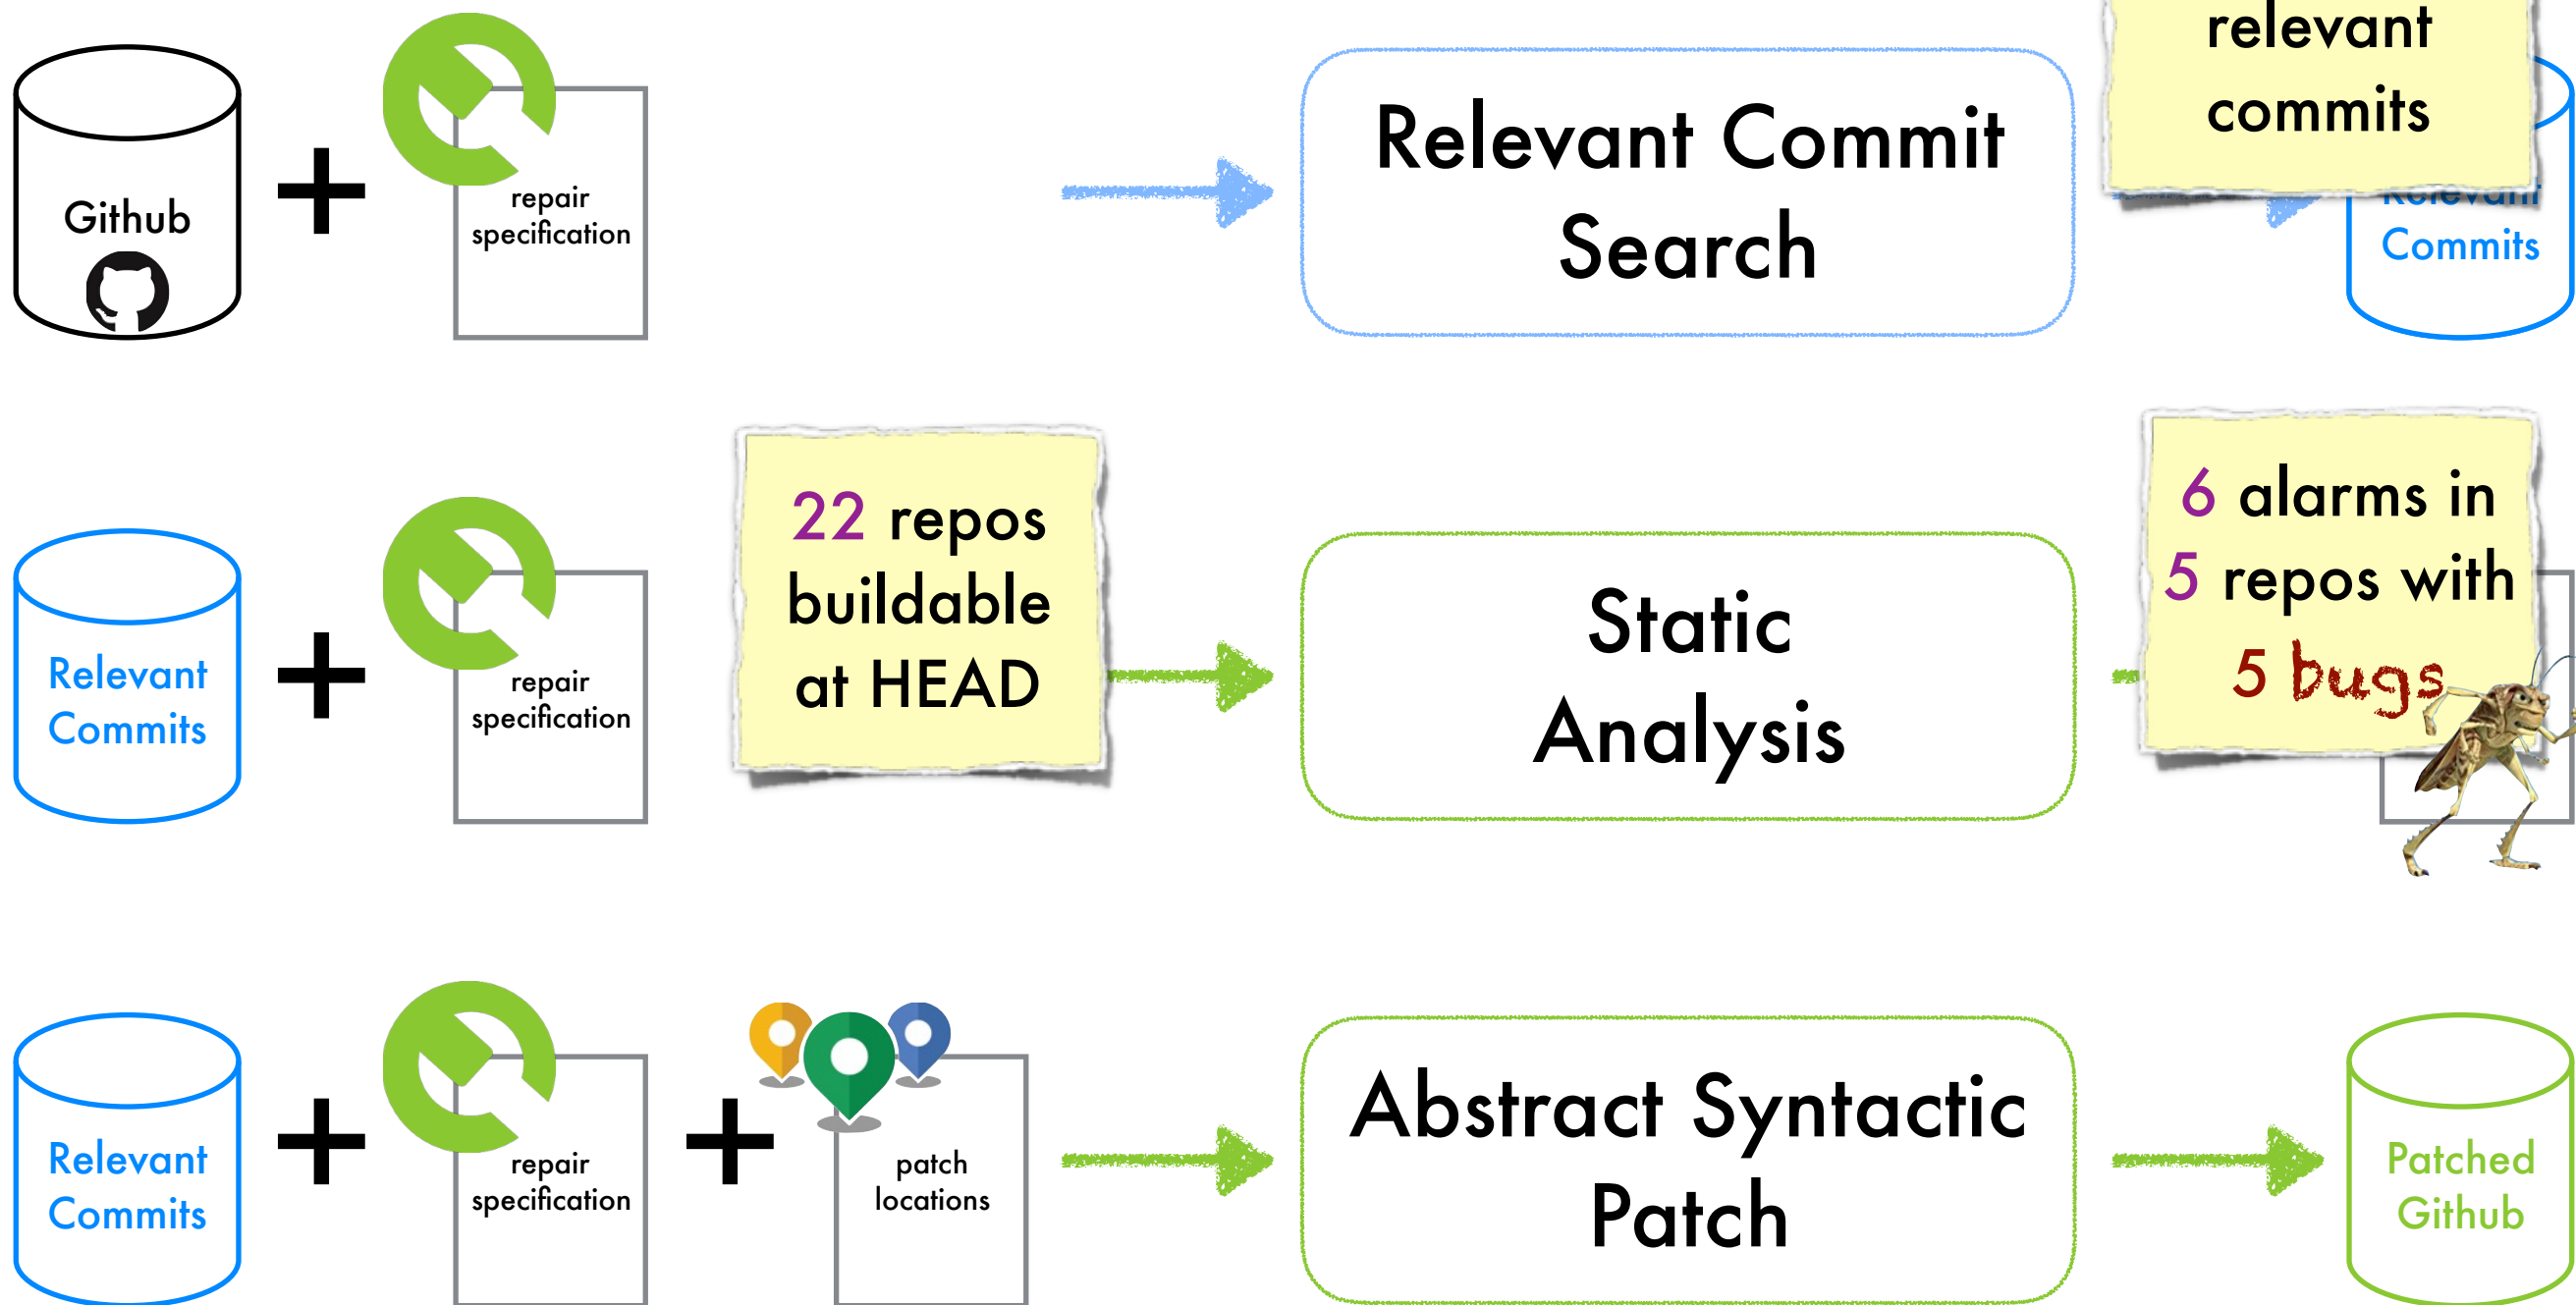 relevant
commits
Github
repair
specification
Relevant Commit
Search
Relevant
Commits
22 repos
buildable
at HEAD
6 alarms in
5 repos with
5 bugs
Relevant
Commits
repair
specification
Static
Analysis
Relevant
Commits
repair
specification
patch
locations
Abstract Syntactic
Patch
Patched
Github